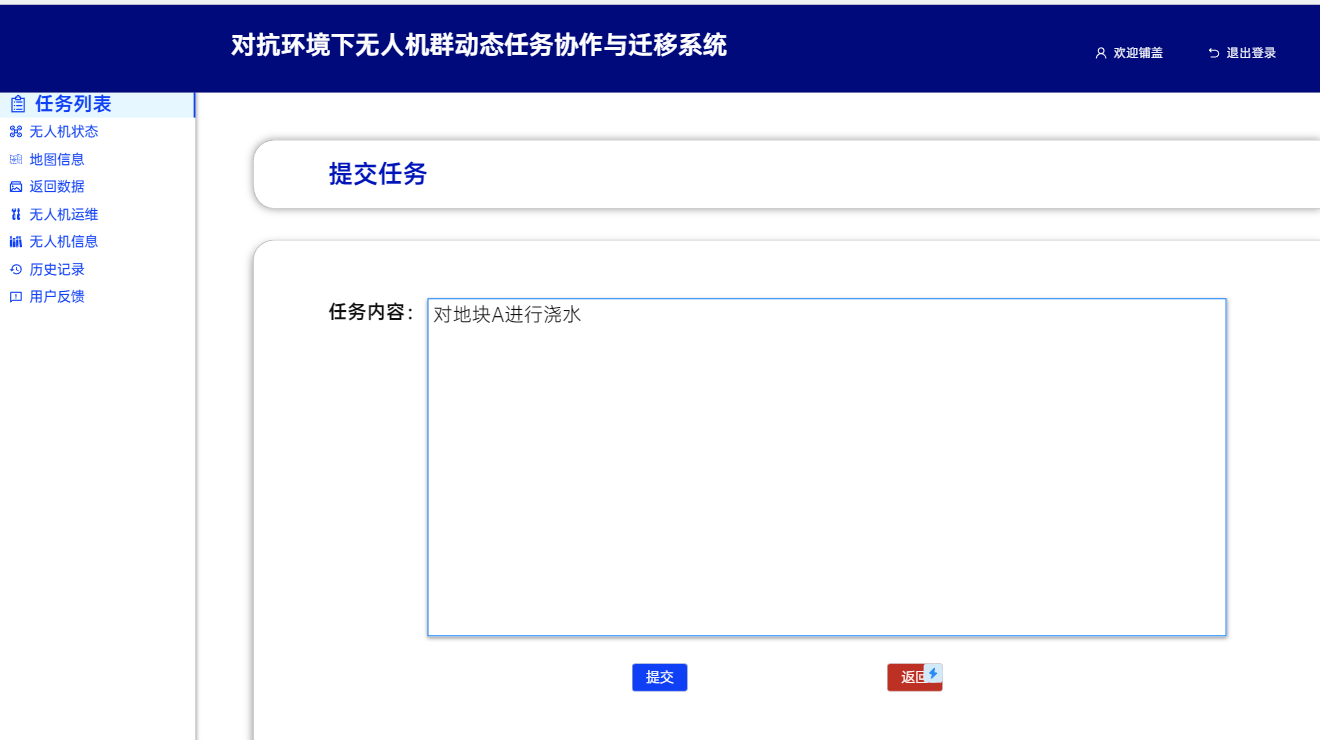 对抗环境下无人机群动态任务协作与迁移系统
欢迎铺盖
退出登录
任务列表
无人机状态
地图信息
返回数据
无人机运维
无人机信息
历史记录
用户反馈
提交任务
任务内容：
对地块A进行浇水
提交
返回